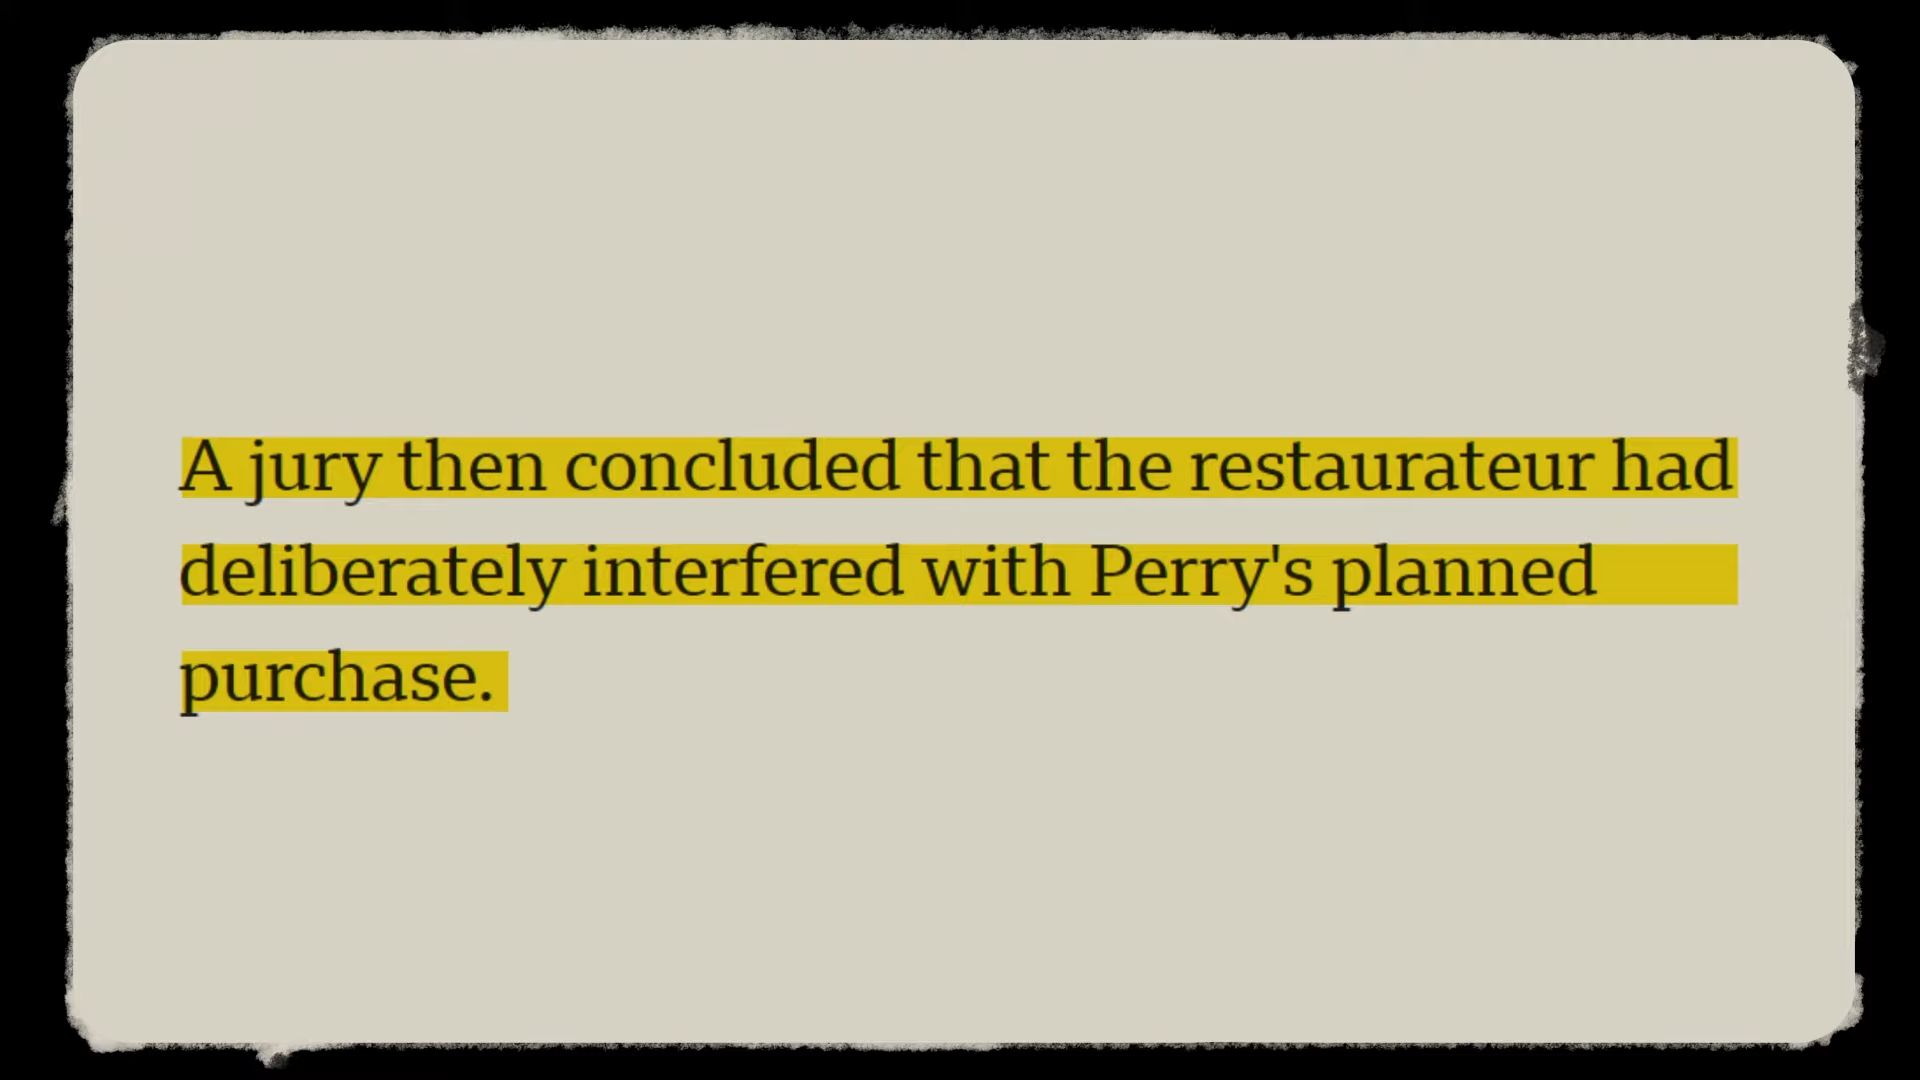 A jury then concluded that the restaurateur had
deliberately interfered with Perry's planned
purchase.